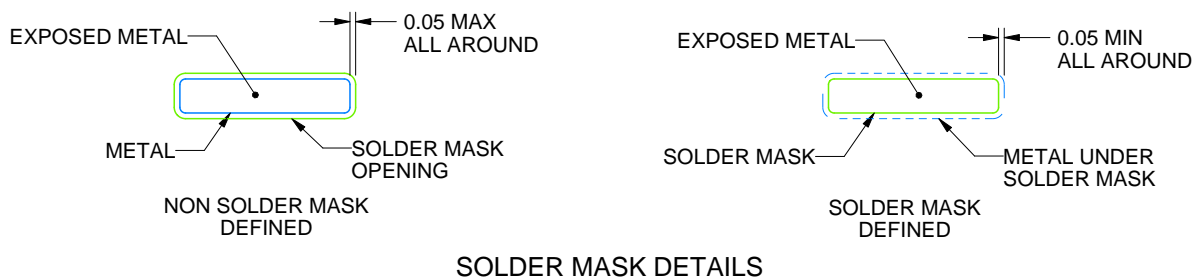 EXPOSED METAL
0.05 MAX
ALL AROUND
METAL
SOLDER MASK
OPENING
NON SOLDER MASK
DEFINED
EXPOSED METAL
0.05 MIN
ALL AROUND
SOLDER MASK
METAL UNDER
SOLDER MASK
SOLDER MASK
DEFINED
SOLDER MASK DETAILS